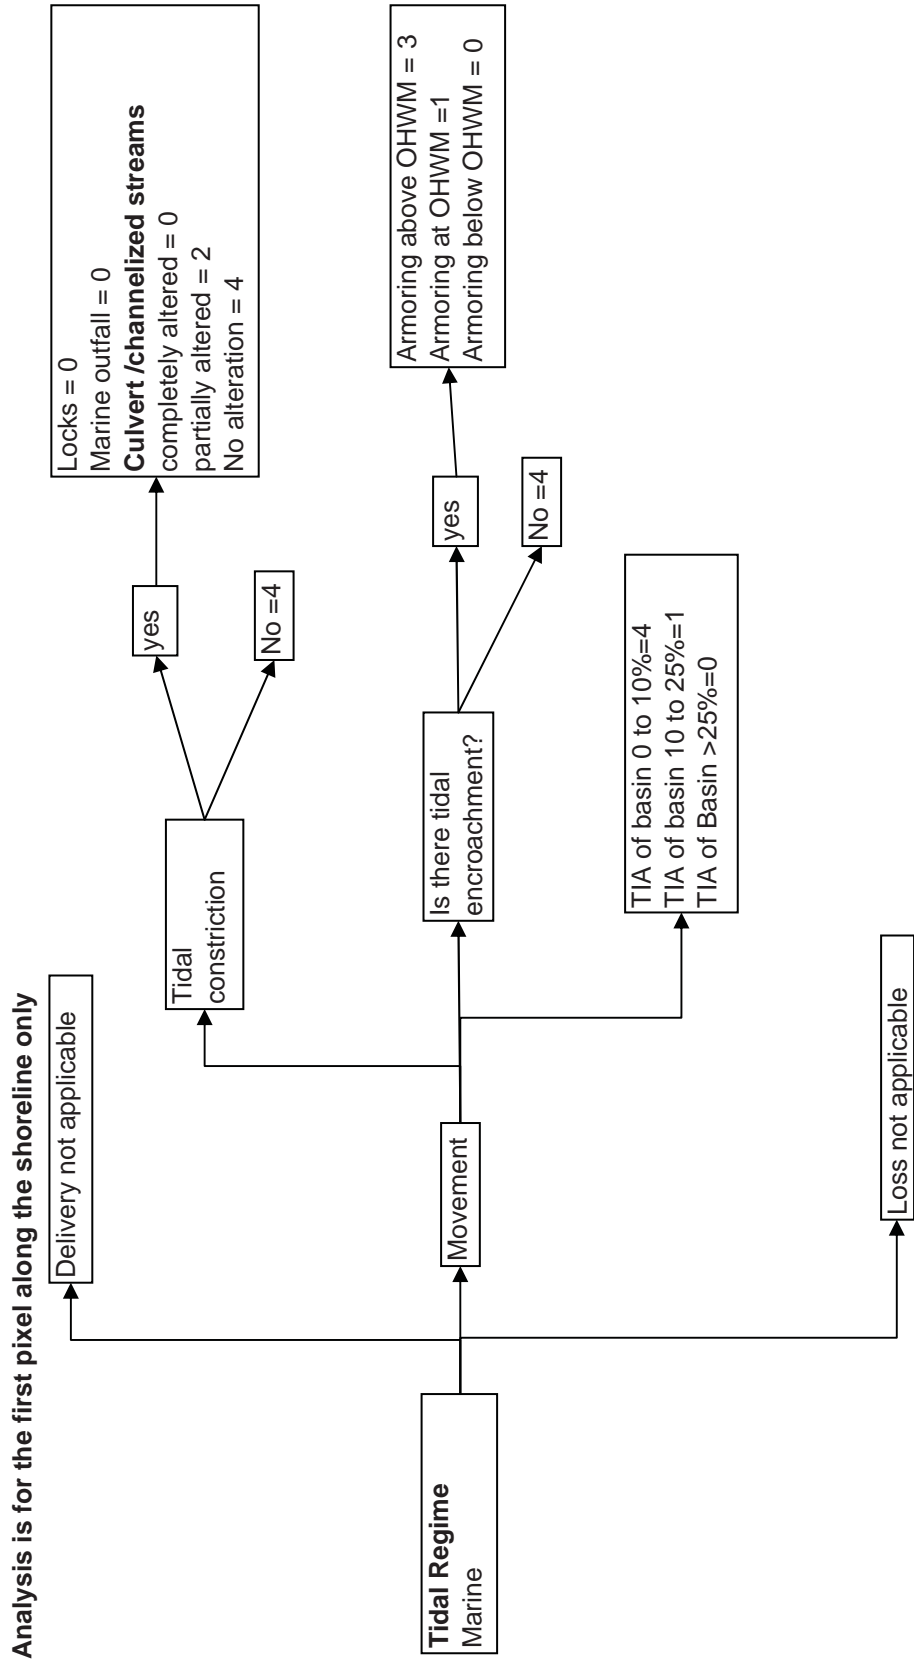 Analysis is for the first pixel along the shoreline only
Tidal Regime
Marine
Delivery not applicable
Movement
Loss not applicable
Tidal
constriction
yes
No =4
Locks = 0
Marine outfall = 0
Culvert /channelized streams
completely altered = 0
partially altered = 2
No alteration = 4
Is there tidal
encroachment?
yes
No =4
Armoring above OHWM = 3
Armoring at OHWM =1
Armoring below OHWM = 0
TIA of basin 0 to 10%=4
TIA of basin 10 to 25%=1
TIA of Basin >25%=0